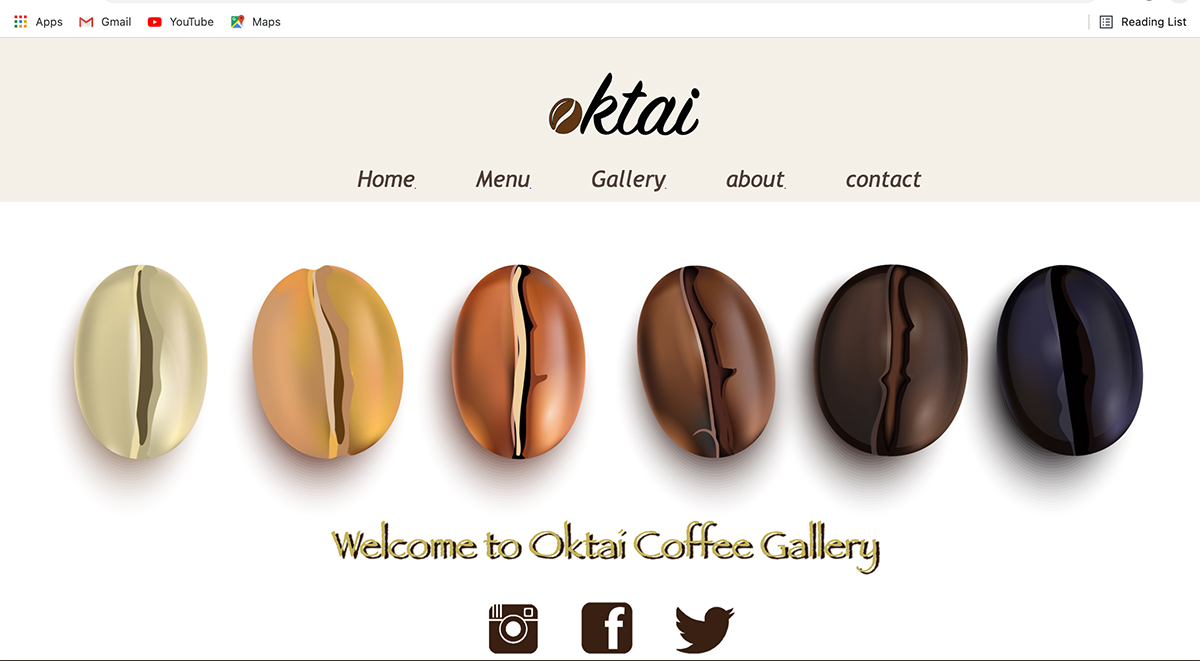 Apps Gmail YouTube Maps Reading List
oktai
Home Menu Gallery about contact
Welcome to Oktai Coffee Gallery